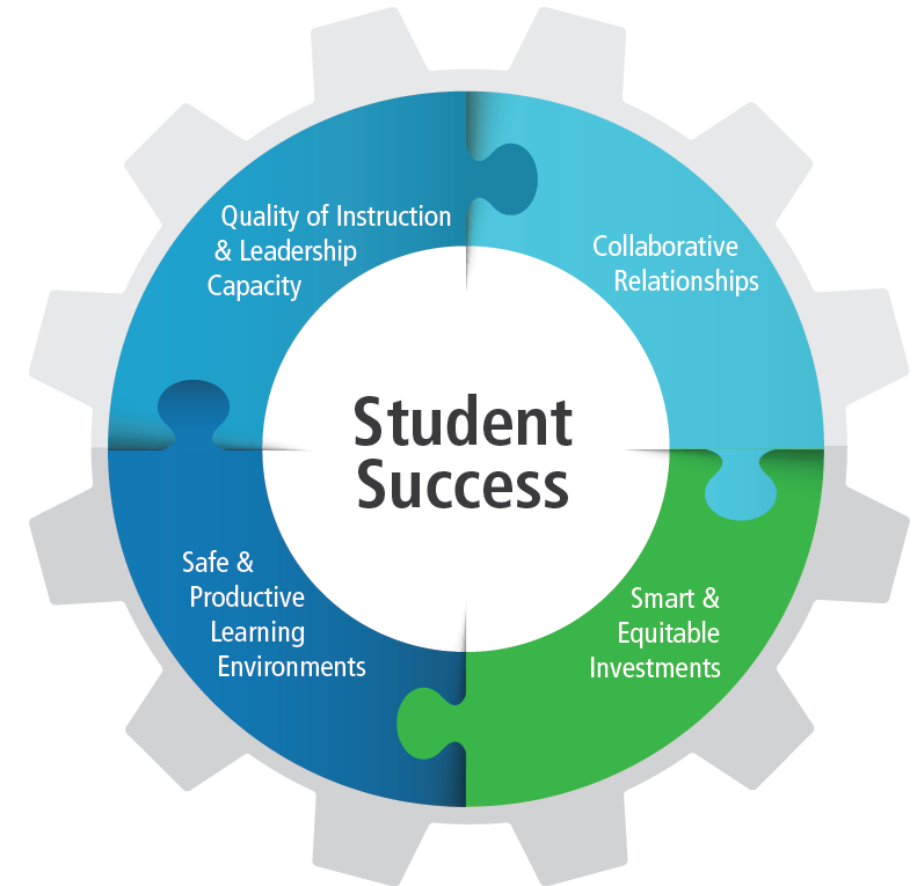 Quality of Instruction
& Leadership
Capacity
Collaborative
Relationships
Student
Success
Safe &
Productive
Learning
Environments
Smart &
Equitable
Investments